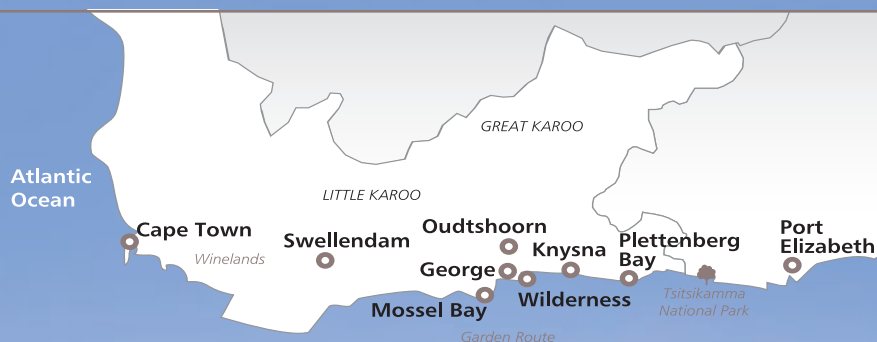 GREAT KAROO
Atlantic
Ocean
LITTLE KAROO
Cape Town
Winelands
Swellendam
Oudtshoorn
George
Knysna
Plettenberg
Bay
Port
Elizabeth
Mossel Bay
Wilderness
Tsitsikamma
National Park
Garden Route